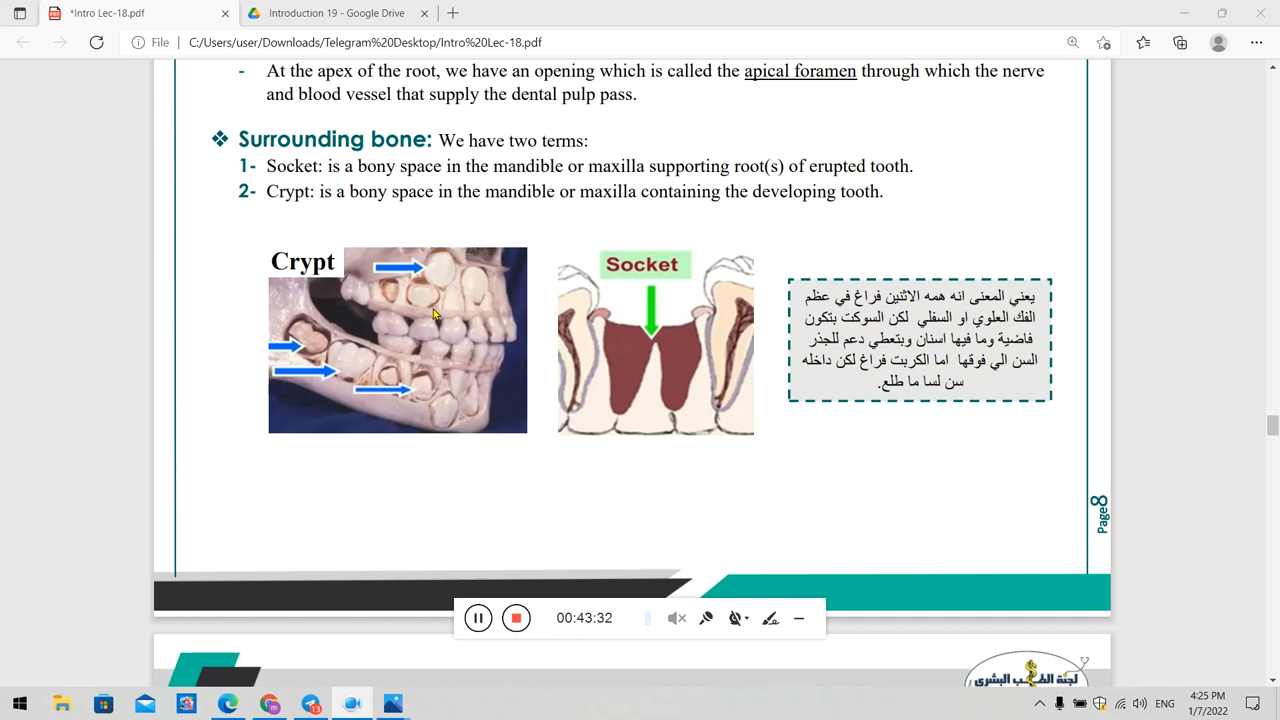 *Intro Lec-18.pdf
Introduction 19 - Google Drive
File
C:/Users/user/Downloads/Telegram%20Desktop/Intro%20Lec-18.pdf
- At the apex of the root, we have an opening which is called the apical foramen through which the nerve
and blood vessel that supply the dental pulp pass.
❖ Surrounding bone: We have two terms:
1- Socket: is a bony space in the mandible or maxilla supporting root(s) of erupted tooth.
2- Crypt: is a bony space in the mandible or maxilla containing the developing tooth.
Crypt
Socket
يعني المعنى انه همه الاثنين فراغ في عظم
الفك العلوي او السفلي لكن السوكت بتكون
فاضية وما فيها اسنان وبتعطي دعم للجذر
السن الي فوقها اما الكربت فراغ لكن داخله
سن لسا ما طلع.
Page8
00:43:32
لجنة الطب البشري
13
ENG
4:25 PM
1/7/2022